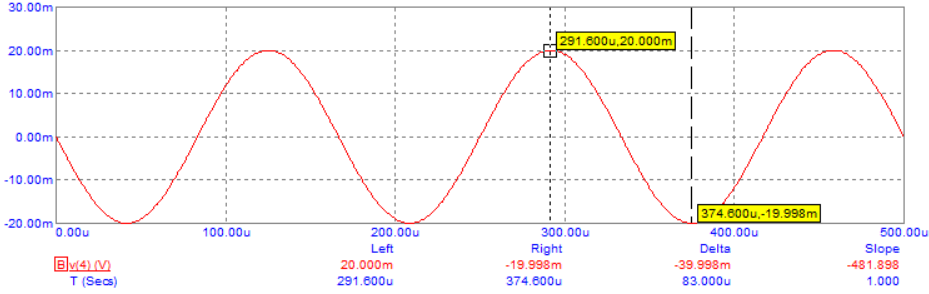 30.00m
291.600u,20.000m
20.00m
10.00m
0.00m
-10.00m
374.600u,-19.998m
-20.00m
0.00u 100.00u 200.00u 300.00u 400.00u 500.00u
Left Right Delta Slope
B v(4) (V) 20.000m -19.998m -39.998m -481.898
T (Secs) 291.600u 374.600u 83.000u 1.000